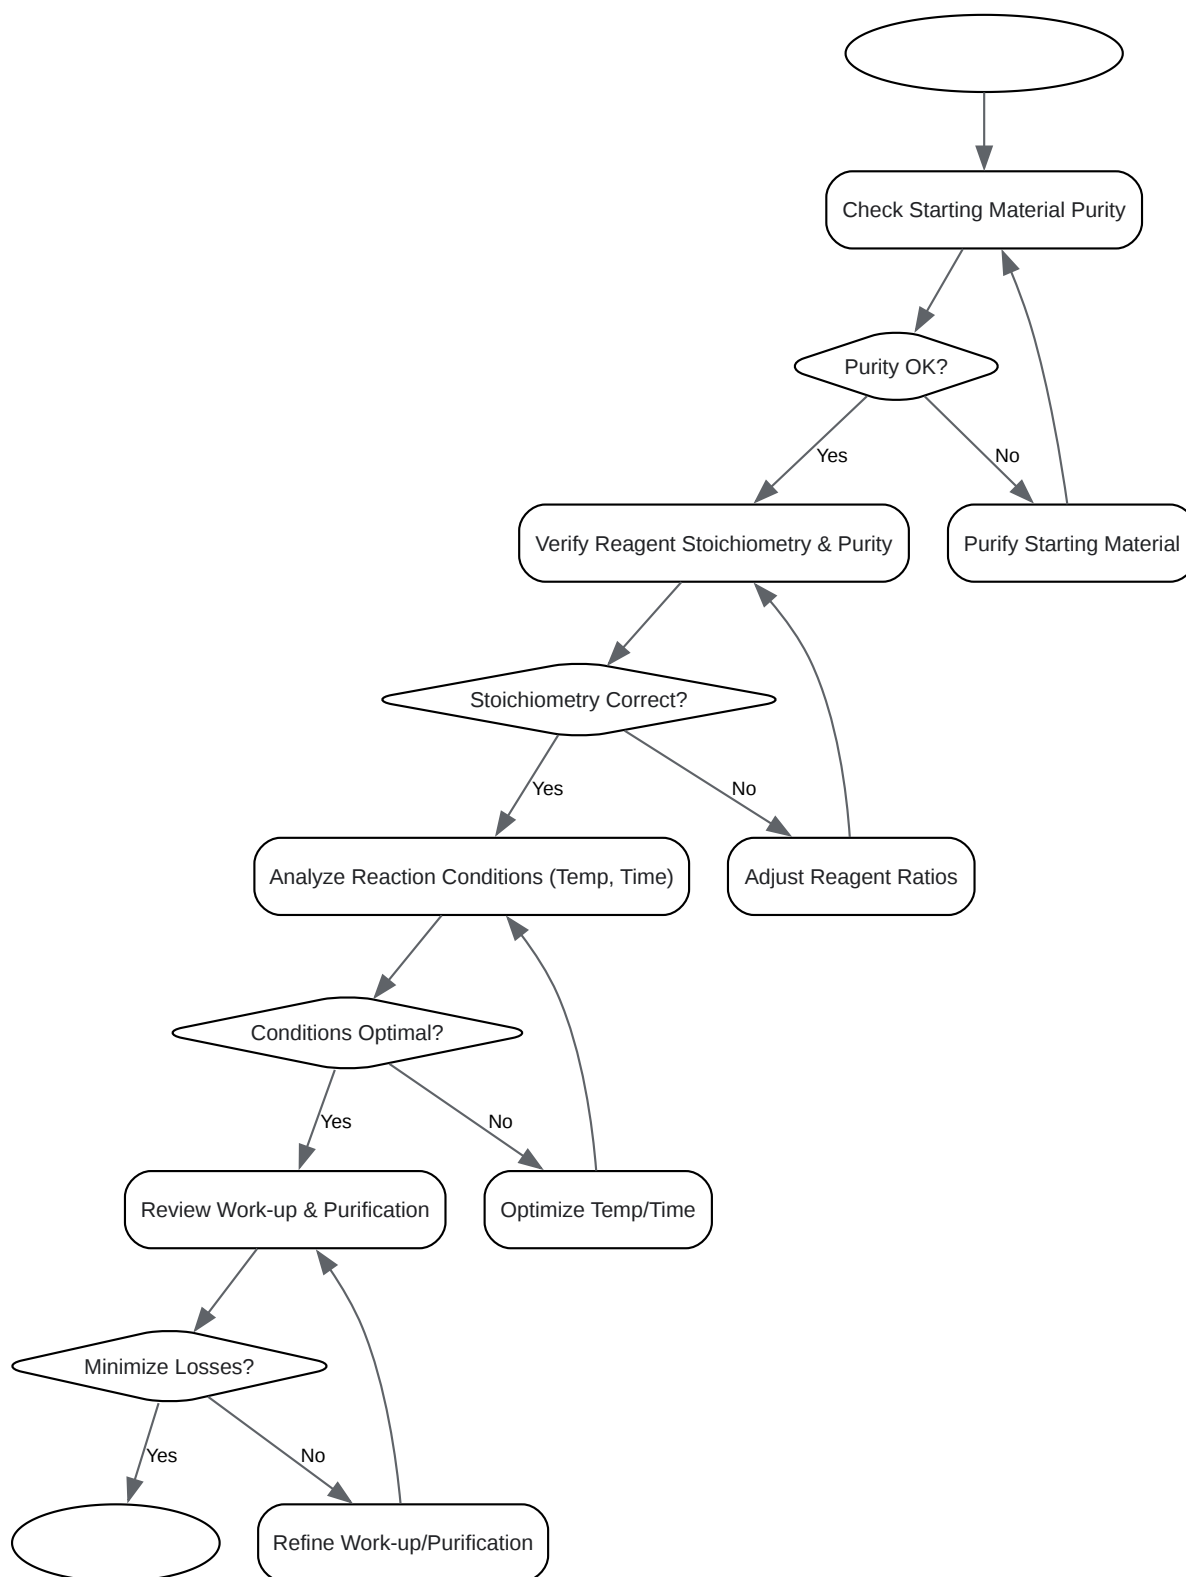 Check Starting Material Purity
Purity OK?
Yes
No
Verify Reagent Stoichiometry & Purity
Purify Starting Material
Stoichiometry Correct?
Yes
No
Analyze Reaction Conditions (Temp, Time)
Adjust Reagent Ratios
Conditions Optimal?
Yes
No
Review Work-up & Purification
Optimize Temp/Time
Minimize Losses?
Yes
No
Refine Work-up/Purification